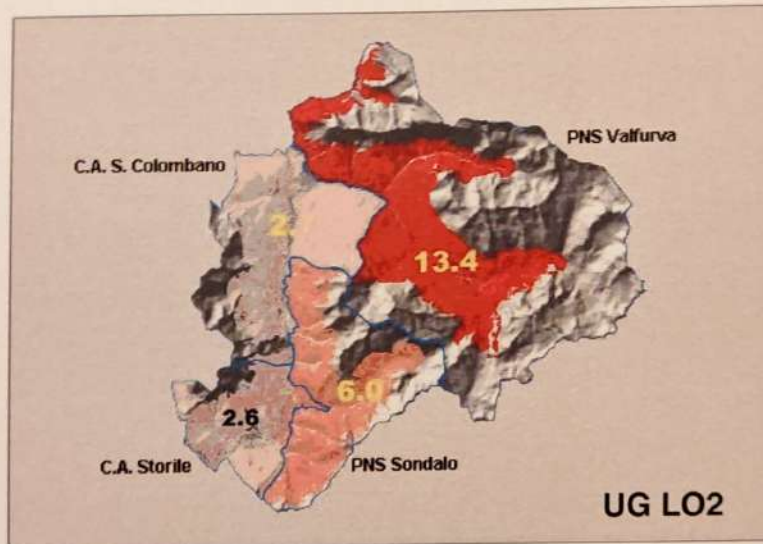 PNS Valfurva
C.A. S. Colombano
13.4
6.0
2.6
C.A. Storile
PNS Sondalo
UG LO2